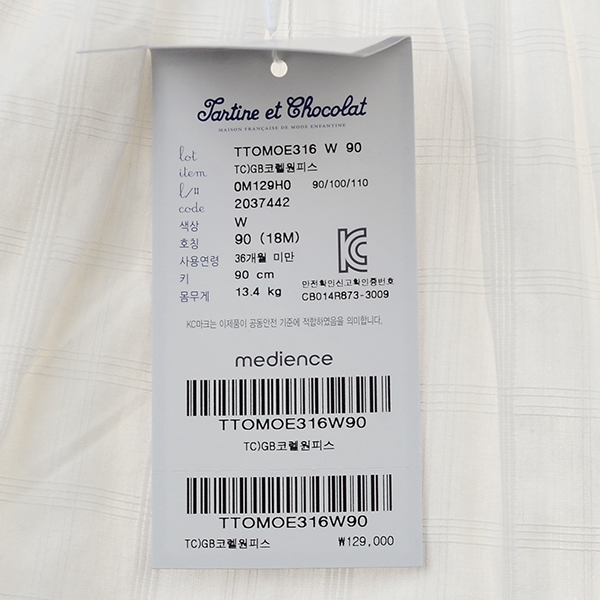 Tartine et Chocolat
MAISON FRANÇAISE DE MODE ENFANTINE
lot TTOMOE316 W 90
item TC)GB코렐원피스
l/# 0M129H0 90/100/110
code 2037442
색상 W
호칭 90 (18M)
사용연령 36개월 미만
키 90 cm
몸무게 13.4 kg
안전확인신고확인증번호
CB014R873-3009
KC마크는 이제품이 공통안전 기준에 적합하였음을 의미합니다.
medience
TTOMOE316W90
TC)GB코렐원피스
TTOMOE316W90
TC)GB코렐원피스 ₩129,000